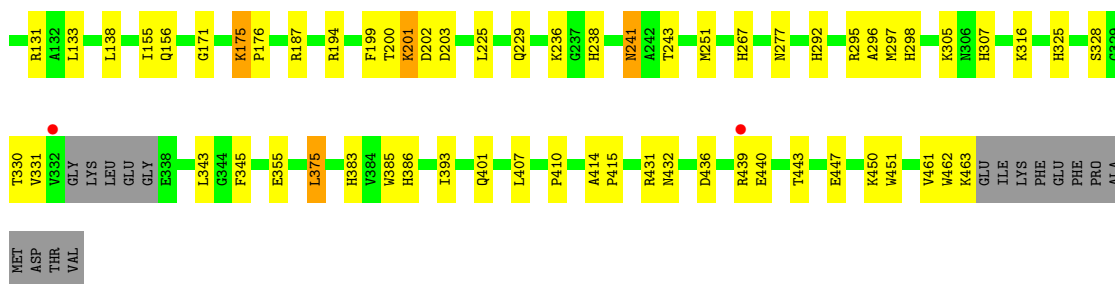 R131 A132 L133 L138 I155 Q156 G171 K175 P176 R187 R194 F199 T200 K201 D202 D203 L225 Q229 K236 G237 H238 N241 A242 T243 M251 H267 N277 H292 R295 A296 M297 H298 K305 N306 H307 K316 H325 S328 G329
T330 V331 V332 GLY LYS LEU GLU GLY E338 L343 G344 F345 E355 L375 H383 V384 W385 H386 I393 Q401 L407 P410 A414 P415 R431 N432 D436 R439 E440 T443 E447 K450 W451 V461 W462 K463 GLU ILE LYS PHE GLU PHE PRO ALA
MET ASP THR VAL